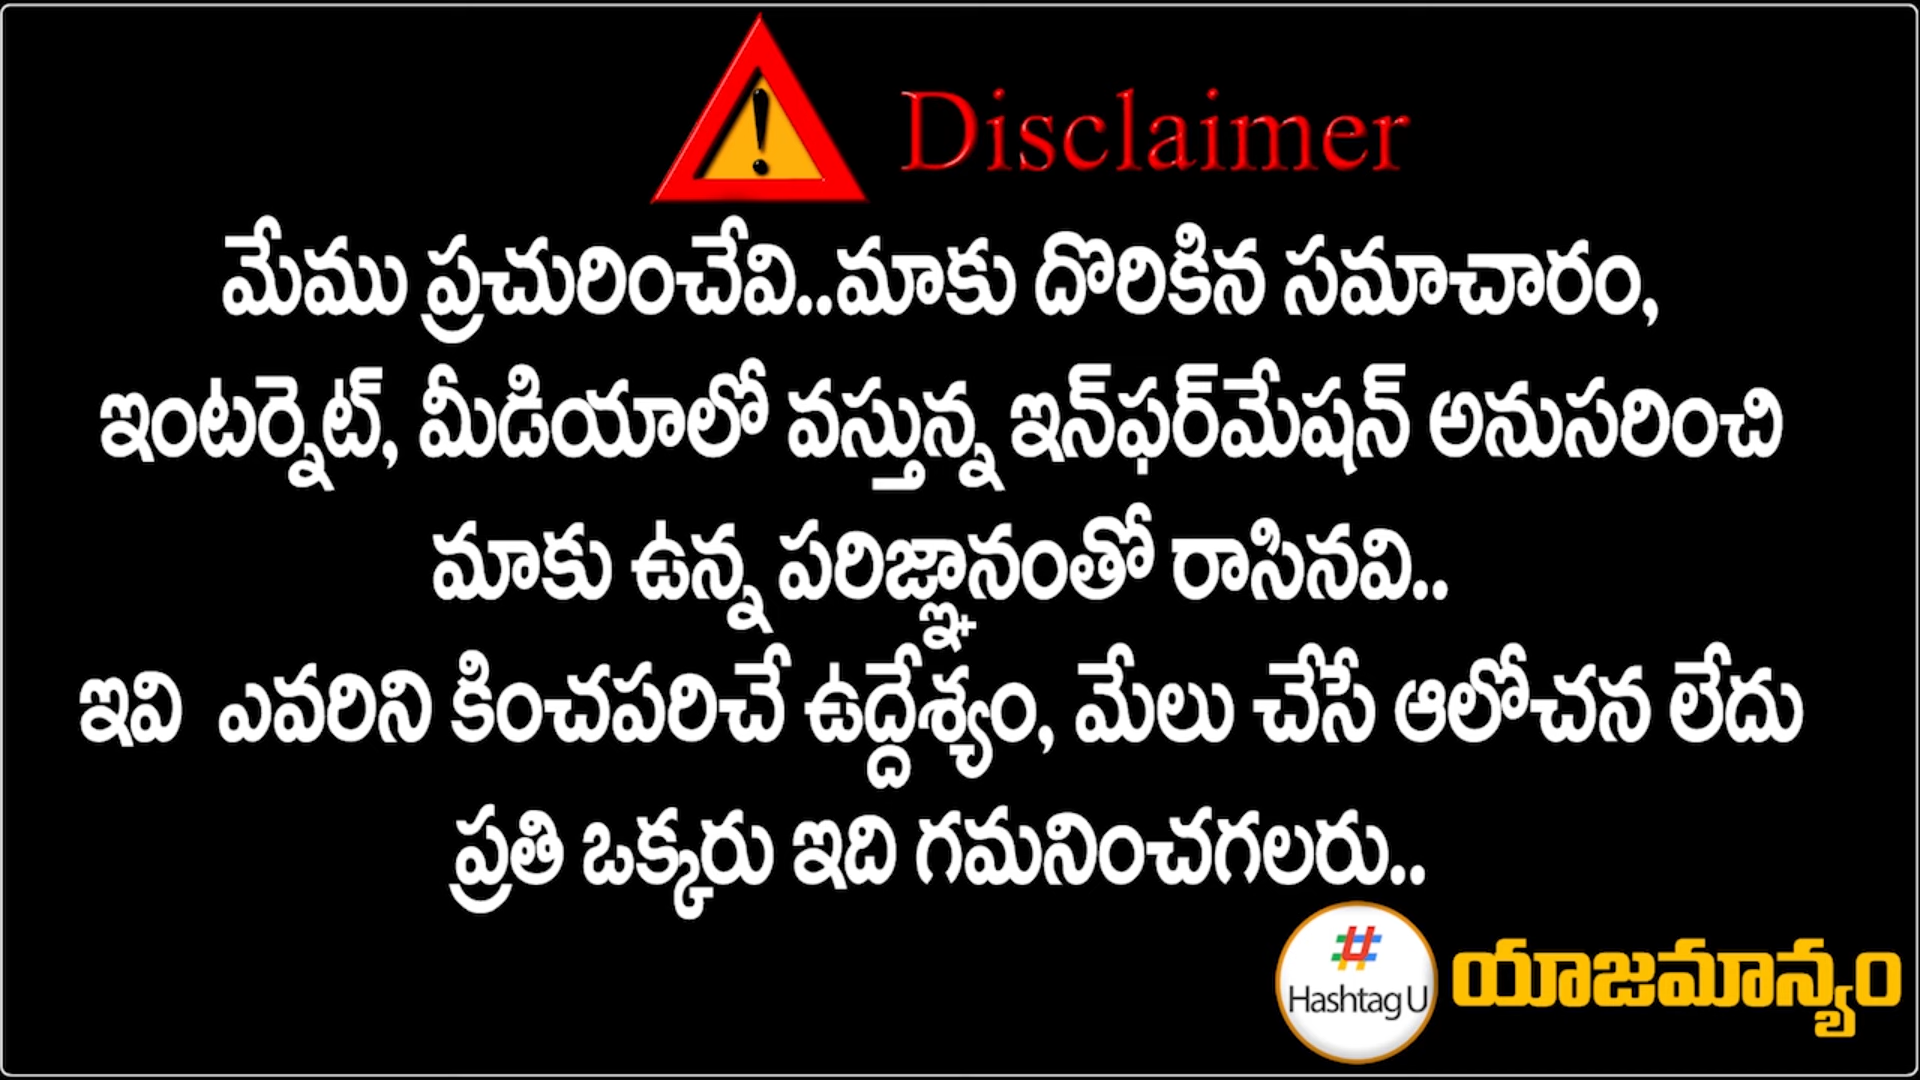 Disclaimer
మేము ప్రచురించేవి..మాకు దొరికిన సమాచారం,
ఇంటర్నెట్, మీడియాలో వస్తున్న ఇన్‌ఫర్‌మేషన్ అనుసరించి
మాకు ఉన్న పరిజ్ఞానంతో రాసినవి..
ఇవి ఎవరిని కించపరిచే ఉద్దేశ్యం, మేలు చేసే ఆలోచన లేదు
ప్రతి ఒక్కరు ఇది గమనించగలరు..
# Hashtag U యాజమాన్యం